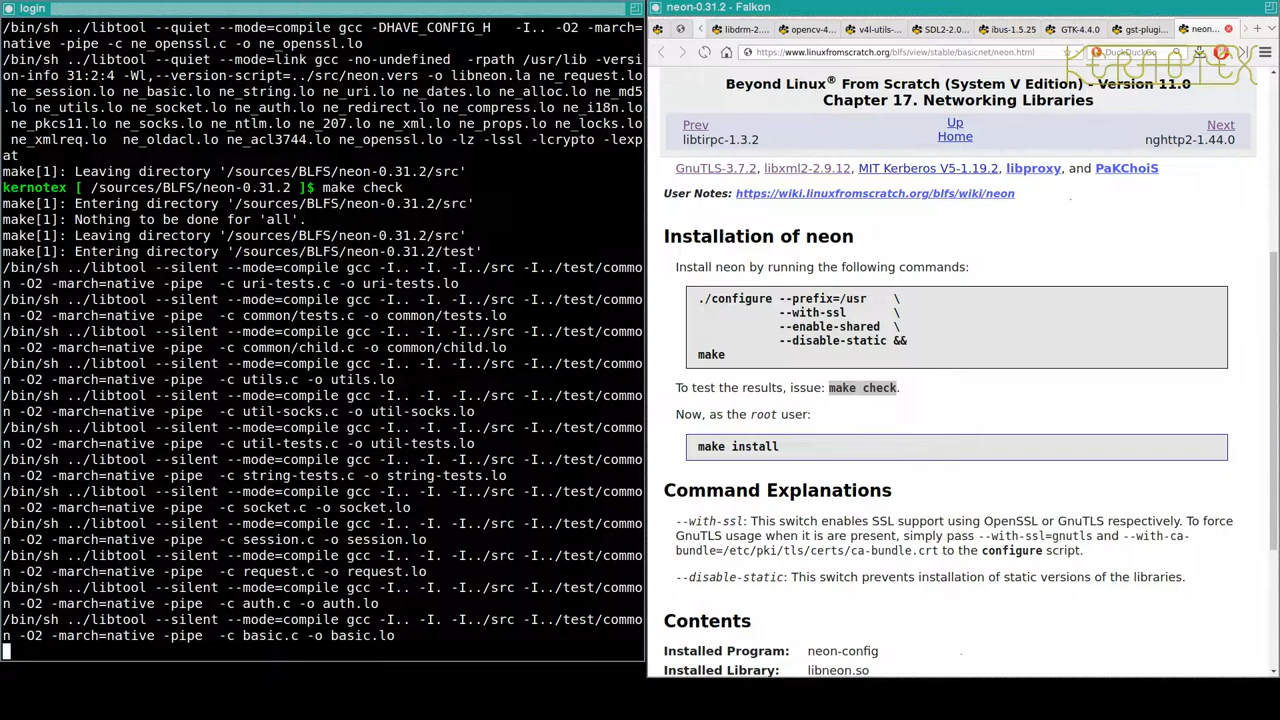 login
/bin/sh ../libtool --quiet --mode=compile gcc -DHAVE_CONFIG_H   -I.. -O2 -march=
native -pipe -c ne_openssl.c -o ne_openssl.lo
/bin/sh ../libtool --quiet --mode=link gcc -no-undefined  -rpath /usr/lib -versi
on-info 31:2:4 -Wl,--version-script=../src/neon.vers -o libneon.la ne_request.lo
 ne_session.lo ne_basic.lo ne_string.lo ne_uri.lo ne_dates.lo ne_alloc.lo ne_md5
.lo ne_utils.lo ne_socket.lo ne_auth.lo ne_redirect.lo ne_compress.lo ne_i18n.lo
 ne_pkcs11.lo ne_socks.lo ne_ntlm.lo ne_207.lo ne_xml.lo ne_props.lo ne_locks.lo
 ne_xmlreq.lo  ne_oldacl.lo ne_acl3744.lo ne_openssl.lo -lz -lssl -lcrypto -lexp
at
make[1]: Leaving directory '/sources/BLFS/neon-0.31.2/src'
kernotex [ /sources/BLFS/neon-0.31.2 ]$ make check
make[1]: Entering directory '/sources/BLFS/neon-0.31.2/src'
make[1]: Nothing to be done for 'all'.
make[1]: Leaving directory '/sources/BLFS/neon-0.31.2/src'
make[1]: Entering directory '/sources/BLFS/neon-0.31.2/test'
/bin/sh ../libtool --silent --mode=compile gcc -I.. -I. -I../src -I../test/commo
n -O2 -march=native -pipe  -c uri-tests.c -o uri-tests.lo
/bin/sh ../libtool --silent --mode=compile gcc -I.. -I. -I../src -I../test/commo
n -O2 -march=native -pipe  -c common/tests.c -o common/tests.lo
/bin/sh ../libtool --silent --mode=compile gcc -I.. -I. -I../src -I../test/commo
n -O2 -march=native -pipe  -c common/child.c -o common/child.lo
/bin/sh ../libtool --silent --mode=compile gcc -I.. -I. -I../src -I../test/commo
n -O2 -march=native -pipe  -c utils.c -o utils.lo
/bin/sh ../libtool --silent --mode=compile gcc -I.. -I. -I../src -I../test/commo
n -O2 -march=native -pipe  -c util-socks.c -o util-socks.lo
/bin/sh ../libtool --silent --mode=compile gcc -I.. -I. -I../src -I../test/commo
n -O2 -march=native -pipe  -c util-tests.c -o util-tests.lo
/bin/sh ../libtool --silent --mode=compile gcc -I.. -I. -I../src -I../test/commo
n -O2 -march=native -pipe  -c string-tests.c -o string-tests.lo
/bin/sh ../libtool --silent --mode=compile gcc -I.. -I. -I../src -I../test/commo
n -O2 -march=native -pipe  -c socket.c -o socket.lo
/bin/sh ../libtool --silent --mode=compile gcc -I.. -I. -I../src -I../test/commo
n -O2 -march=native -pipe  -c session.c -o session.lo
/bin/sh ../libtool --silent --mode=compile gcc -I.. -I. -I../src -I../test/commo
n -O2 -march=native -pipe  -c request.c -o request.lo
/bin/sh ../libtool --silent --mode=compile gcc -I.. -I. -I../src -I../test/commo
n -O2 -march=native -pipe  -c auth.c -o auth.lo
/bin/sh ../libtool --silent --mode=compile gcc -I.. -I. -I../src -I../test/commo
n -O2 -march=native -pipe  -c basic.c -o basic.lo
neon-0.31.2 - Falkon
libdrm-2.... opencv-4.... v4l-utils-... SDL2-2.0.... ibus-1.5.25 GTK-4.4.0 gst-plugin... neon...
https://www.linuxfromscratch.org/blfs/view/stable/basicnet/neon.html DuckDuckGo
KERNOTEX
Beyond Linux® From Scratch (System V Edition) - Version 11.0
Chapter 17. Networking Libraries
Prev Up Next
libtirpc-1.3.2 Home nghttp2-1.44.0
GnuTLS-3.7.2, libxml2-2.9.12, MIT Kerberos V5-1.19.2, libproxy, and PaKChoiS
User Notes: https://wiki.linuxfromscratch.org/blfs/wiki/neon
Installation of neon
Install neon by running the following commands:
./configure --prefix=/usr    \
            --with-ssl       \
            --enable-shared  \
            --disable-static &&
make
To test the results, issue: make check.
Now, as the root user:
make install
Command Explanations
--with-ssl: This switch enables SSL support using OpenSSL or GnuTLS respectively. To force
GnuTLS usage when it is are present, simply pass --with-ssl=gnutls and --with-ca-
bundle=/etc/pki/tls/certs/ca-bundle.crt to the configure script.
--disable-static: This switch prevents installation of static versions of the libraries.
Contents
Installed Program: neon-config
Installed Library: libneon.so